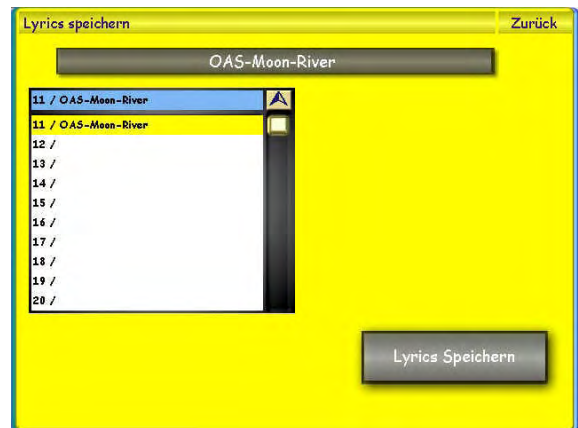 Lyrics speichern Zurück
OAS-Moon-River
11 / OAS-Moon-River
11 / OAS-Moon-River
12 /
13 /
14 /
15 /
16 /
17 /
18 /
19 /
20 /
Lyrics Speichern